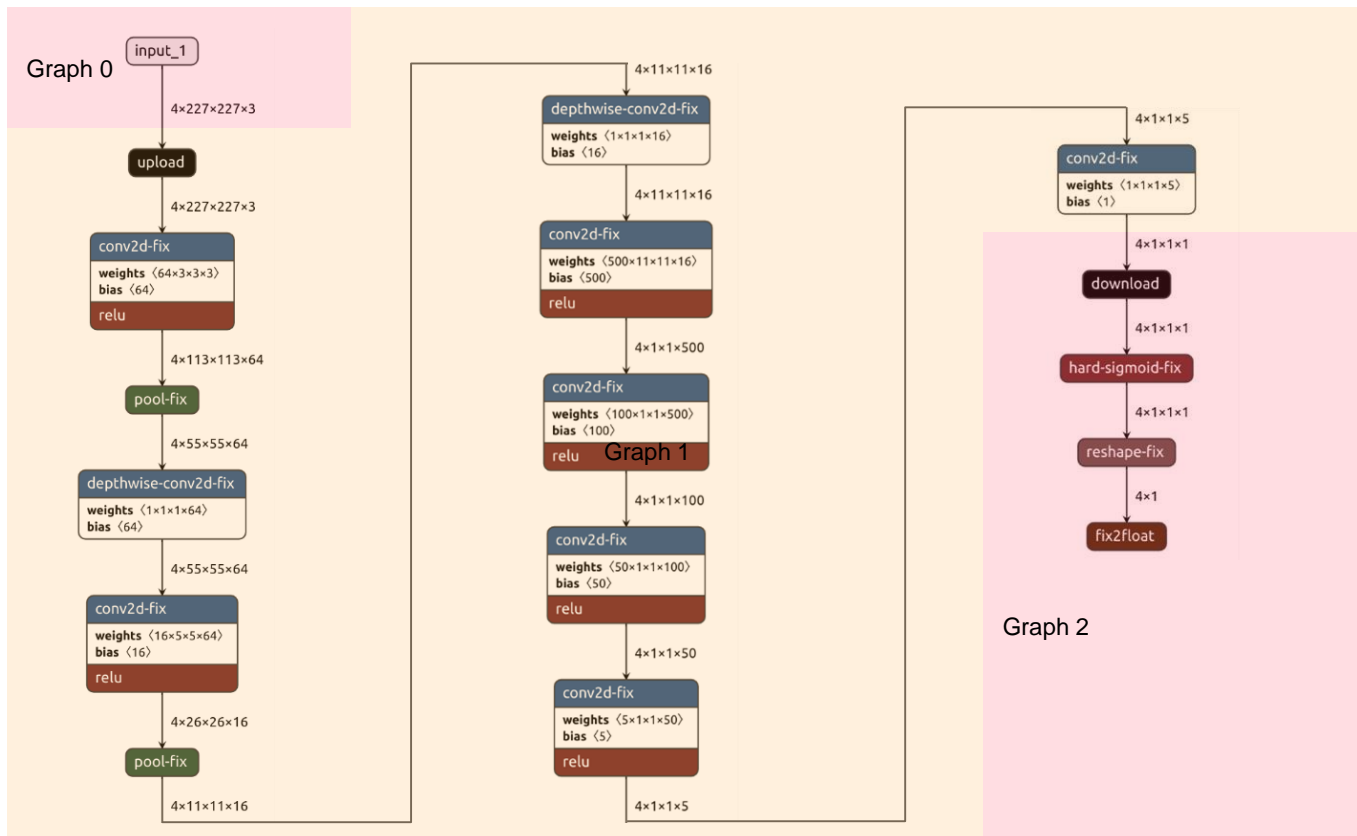 Graph 0
input_1
4×227×227×3
upload
4×227×227×3
conv2d-fix
weights ⟨64×3×3×3⟩
bias ⟨64⟩
relu
4×113×113×64
pool-fix
4×55×55×64
depthwise-conv2d-fix
weights ⟨1×1×1×64⟩
bias ⟨64⟩
4×55×55×64
conv2d-fix
weights ⟨16×5×5×64⟩
bias ⟨16⟩
relu
4×26×26×16
pool-fix
4×11×11×16
4×11×11×16
depthwise-conv2d-fix
weights ⟨1×1×1×16⟩
bias ⟨16⟩
4×11×11×16
conv2d-fix
weights ⟨500×11×11×16⟩
bias ⟨500⟩
relu
4×1×1×500
conv2d-fix
weights ⟨100×1×1×500⟩
bias ⟨100⟩
relu
Graph 1
4×1×1×100
conv2d-fix
weights ⟨50×1×1×100⟩
bias ⟨50⟩
relu
4×1×1×50
conv2d-fix
weights ⟨5×1×1×50⟩
bias ⟨5⟩
relu
4×1×1×5
4×1×1×5
conv2d-fix
weights ⟨1×1×1×5⟩
bias ⟨1⟩
4×1×1×1
download
4×1×1×1
hard-sigmoid-fix
4×1×1×1
reshape-fix
4×1
fix2float
Graph 2